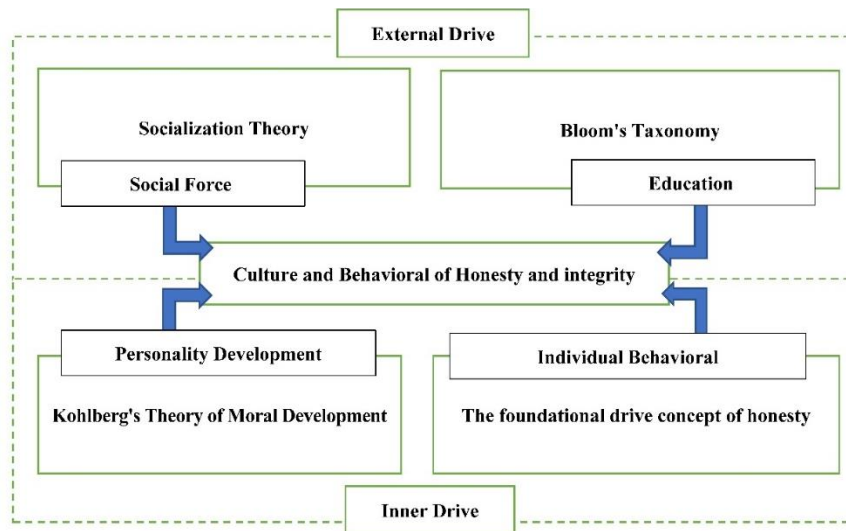 External Drive
Socialization Theory
Bloom's Taxonomy
Social Force
Education
Culture and Behavioral of Honesty and integrity
Personality Development
Individual Behavioral
Kohlberg's Theory of Moral Development
The foundational drive concept of honesty
Inner Drive